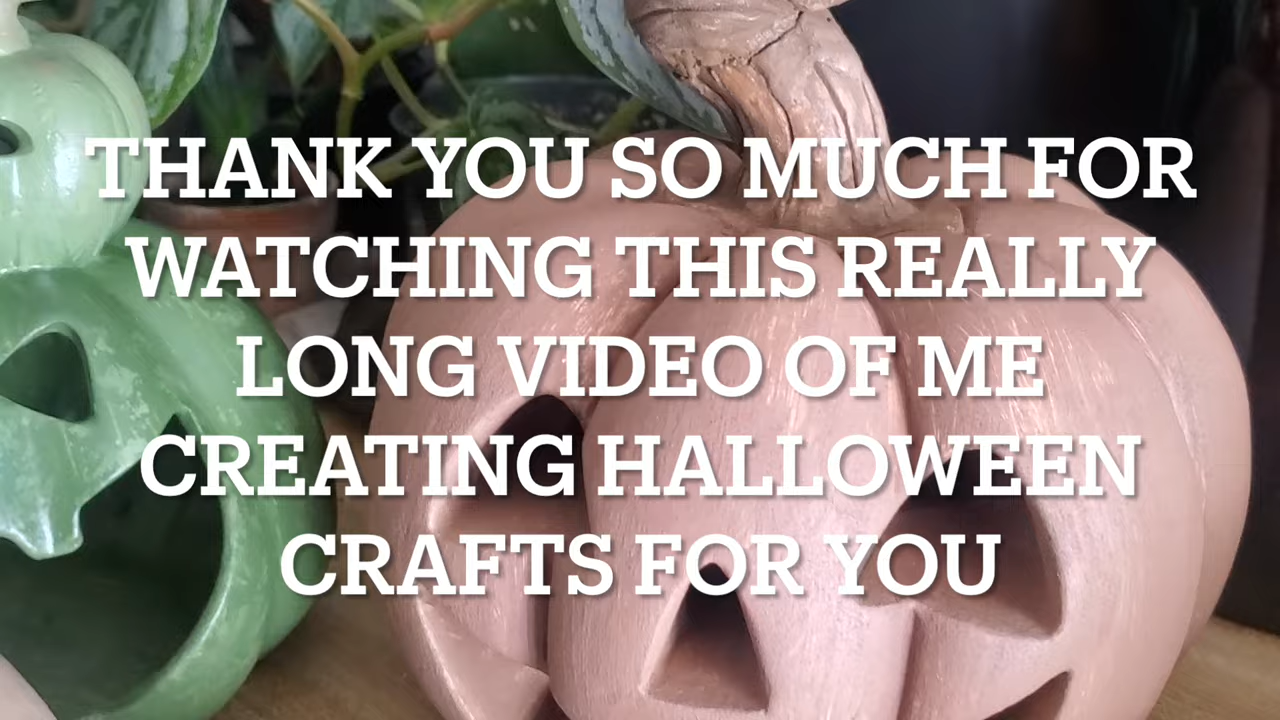 THANK YOU SO MUCH FOR
WATCHING THIS REALLY
LONG VIDEO OF ME
CREATING HALLOWEEN
CRAFTS FOR YOU